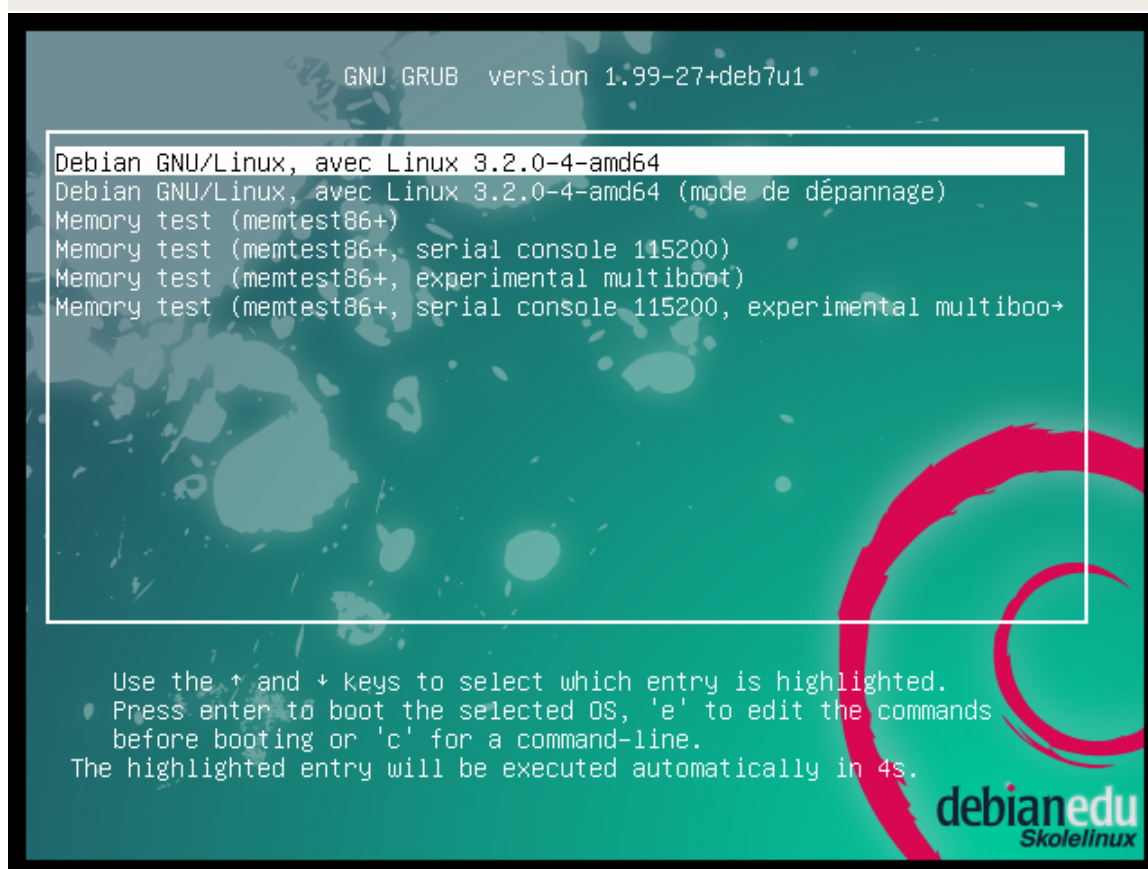 GNU GRUB version 1.99-27+deb7u1
Debian GNU/Linux, avec Linux 3.2.0-4-amd64
Debian GNU/Linux, avec Linux 3.2.0-4-amd64 (mode de dépannage)
Memory test (memtest86+)
Memory test (memtest86+, serial console 115200)
Memory test (memtest86+, experimental multiboot)
Memory test (memtest86+, serial console 115200, experimental multiboo→
Use the ↑ and ↓ keys to select which entry is highlighted.
Press enter to boot the selected OS, 'e' to edit the commands
before booting or 'c' for a command-line.
The highlighted entry will be executed automatically in 4s.
debianedu
Skolelinux